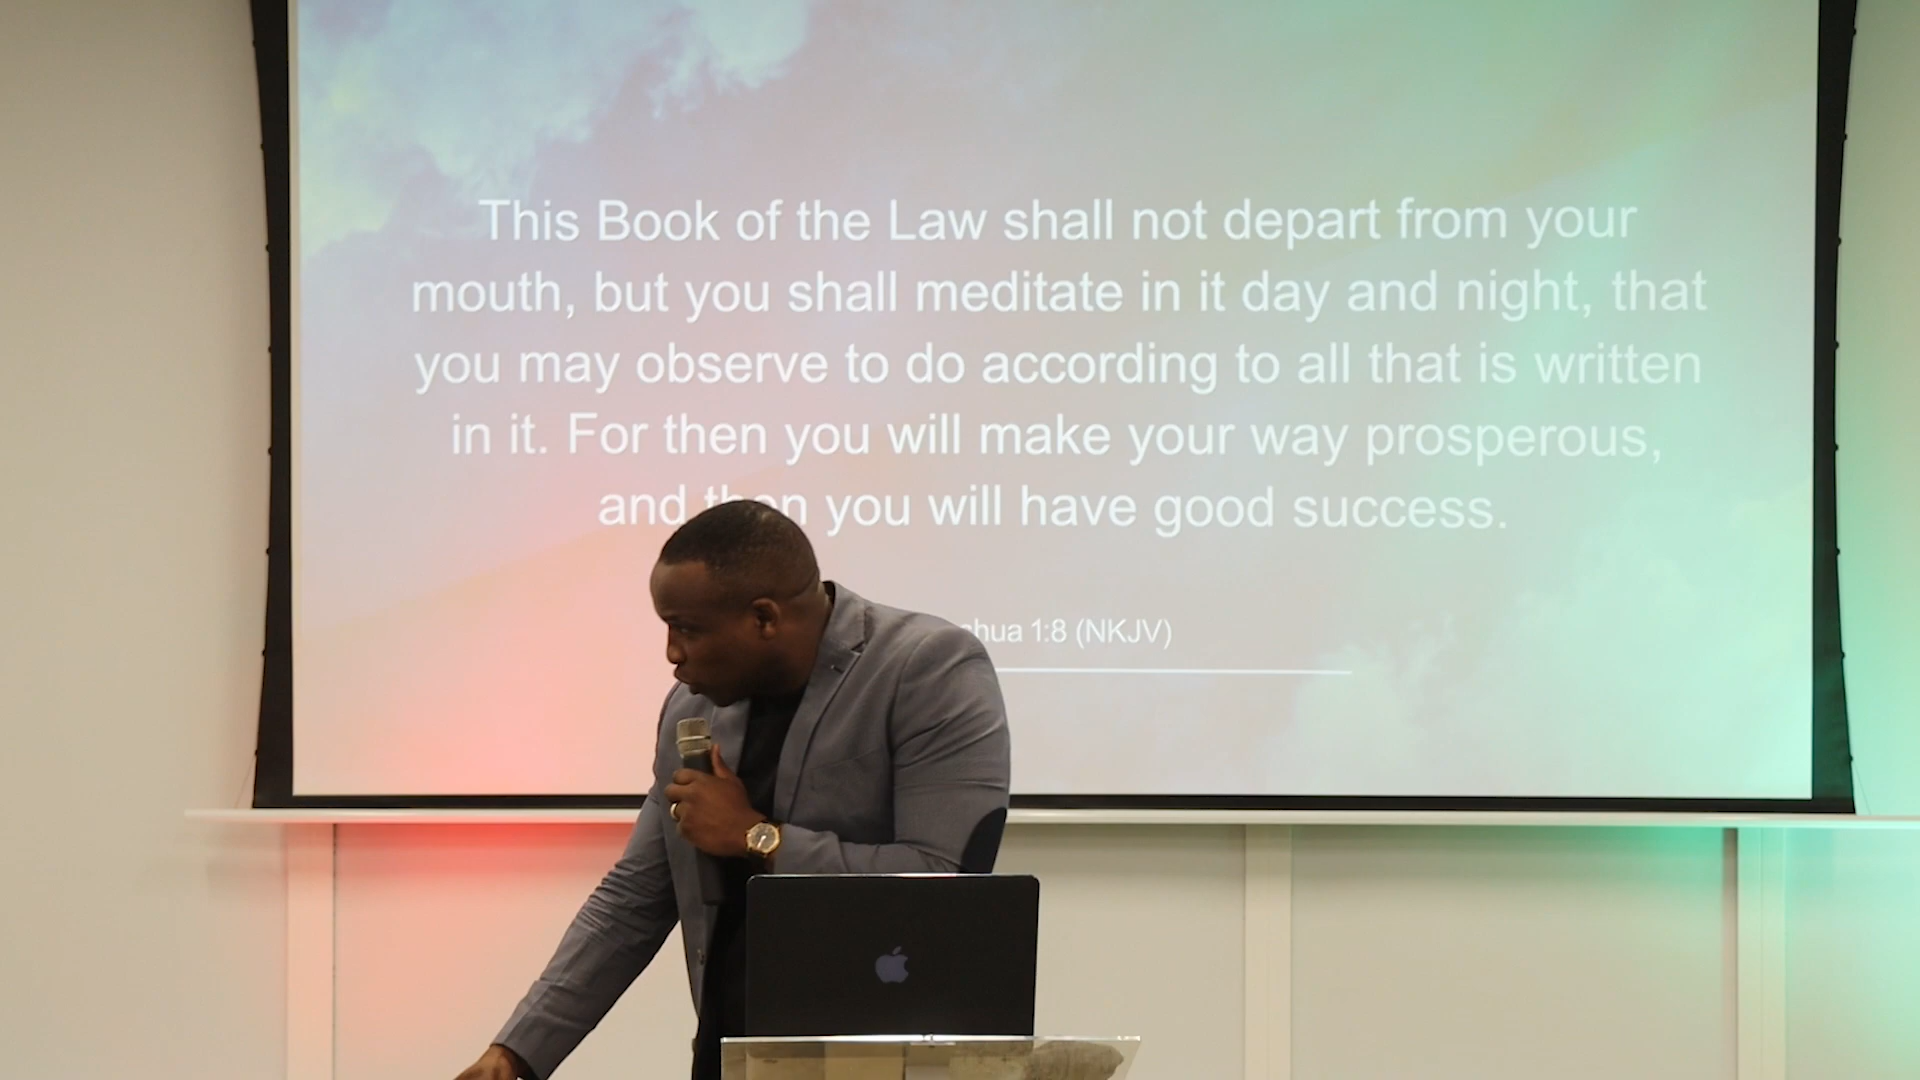 This Book of the Law shall not depart from your
mouth, but you shall meditate in it day and night, that
you may observe to do according to all that is written
in it. For then you will make your way prosperous,
and then you will have good success.
1:8 (NKJV)